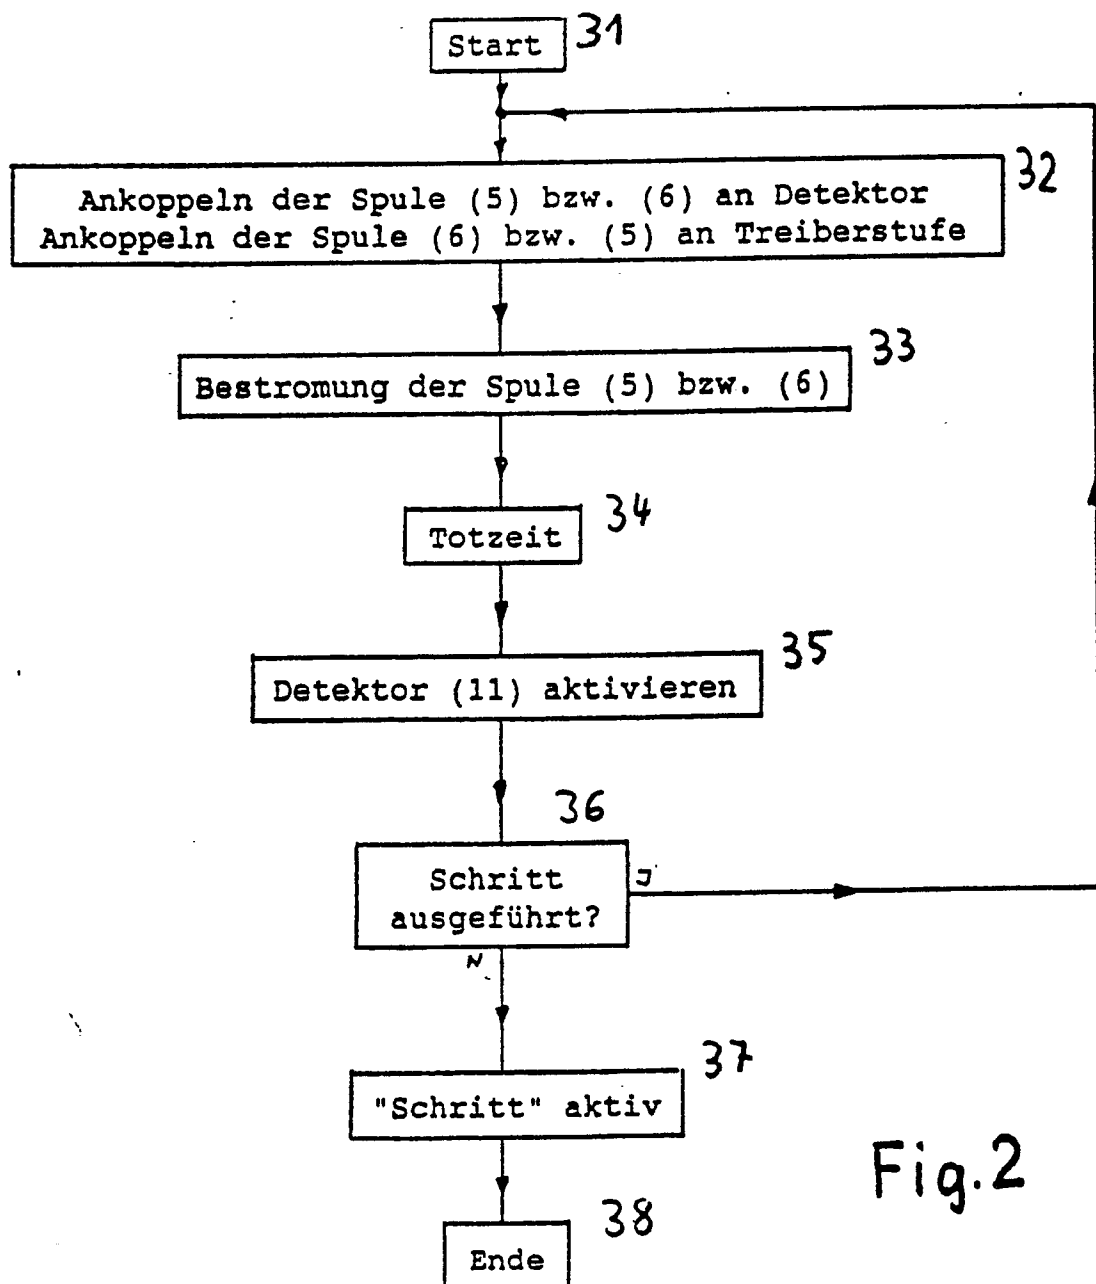 Start 31
32
Ankoppeln der Spule (5) bzw. (6) an Detektor
Ankoppeln der Spule (6) bzw. (5) an Treiberstufe
33
Bestromung der Spule (5) bzw. (6)
34
Totzeit
35
Detektor (11) aktivieren
36
Schritt J
ausgeführt?
N
37
"Schritt" aktiv
Fig.2
38
Ende